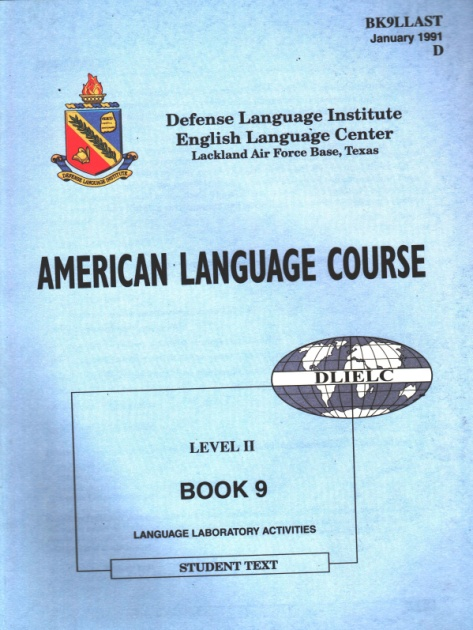 BK9LLAST
January 1991
D
Defense Language Institute
English Language Center
Lackland Air Force Base, Texas
DEFENSE LANGUAGE INSTITUTE
AMERICAN LANGUAGE COURSE
DLIELC
LEVEL II
BOOK 9
LANGUAGE LABORATORY ACTIVITIES
STUDENT TEXT